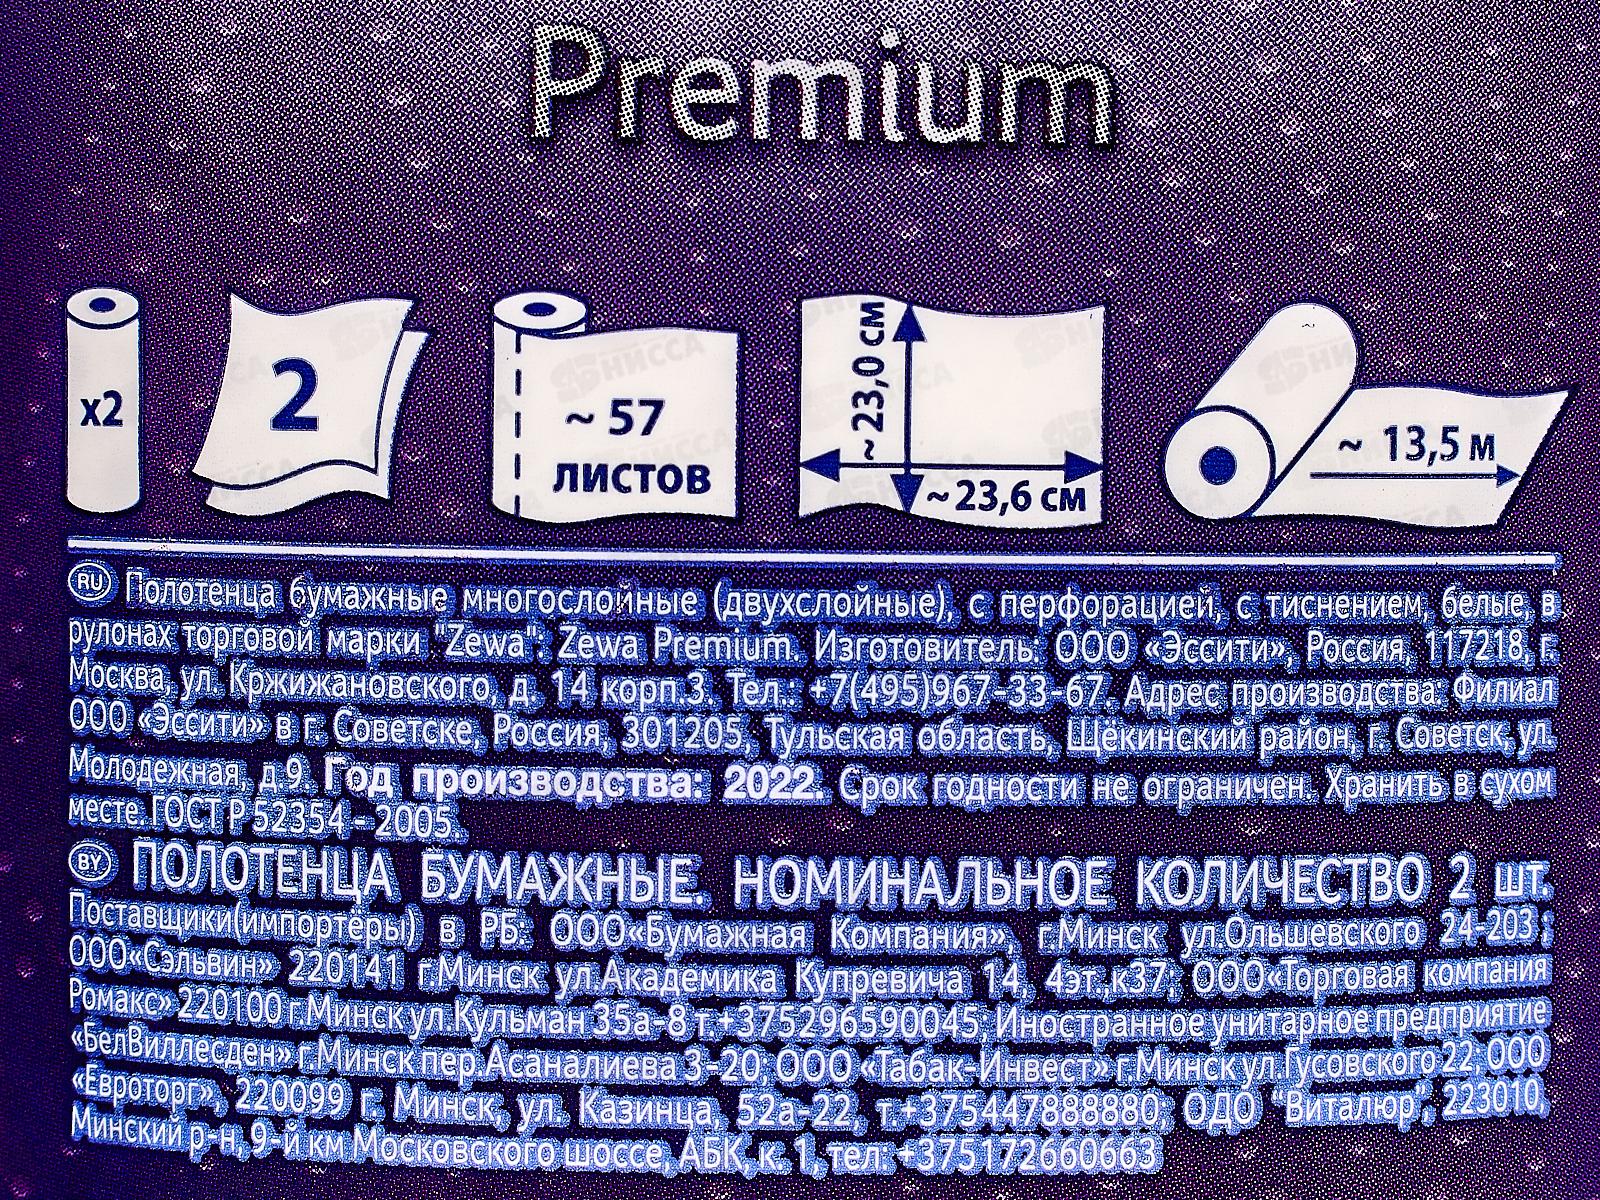 Premium
x2
2
~ 57
ЛИСТОВ
~ 23,0 см
~ 23,6 см
~ 13,5 м
RU Полотенца бумажные многослойные (двухслойные), с перфорацией, с тиснением, белые, в
рулонах торговой марки "Zewa": Zewa Premium. Изготовитель: ООО «Эссити», Россия, 117218, г.
Москва, ул. Кржижановского, д. 14 корп.3. Тел.: +7(495)967-33-67. Адрес производства: Филиал
ООО «Эссити» в г. Советске, Россия, 301205, Тульская область, Щёкинский район, г. Советск, ул.
Молодежная, д.9. Год производства: 2022. Срок годности не ограничен. Хранить в сухом
месте. ГОСТ Р 52354 – 2005.
BY ПОЛОТЕНЦА БУМАЖНЫЕ. НОМИНАЛЬНОЕ КОЛИЧЕСТВО 2 шт.
Поставщики(импортёры) в РБ: ООО«Бумажная Компания», г.Минск ул.Ольшевского 24-203 ;
ООО«Сэльвин» 220141 г.Минск ул.Академика Купревича 14, 4эт.,к37; ООО«Торговая компания
Ромакс» 220100 г.Минск ул.Кульман 35а-8 т.+375296590045; Иностранное унитарное предприятие
«БелВиллесден» г.Минск пер.Асаналиева 3-20; ООО «Табак-Инвест» г.Минск ул.Гусовского 22; ООО
«Евроторг», 220099 г. Минск, ул. Казинца, 52а-22, т.+375447888880; ОДО "Виталюр", 223010,
Минский р-н, 9-й км Московского шоссе, АБК, к. 1, тел: +375172660663